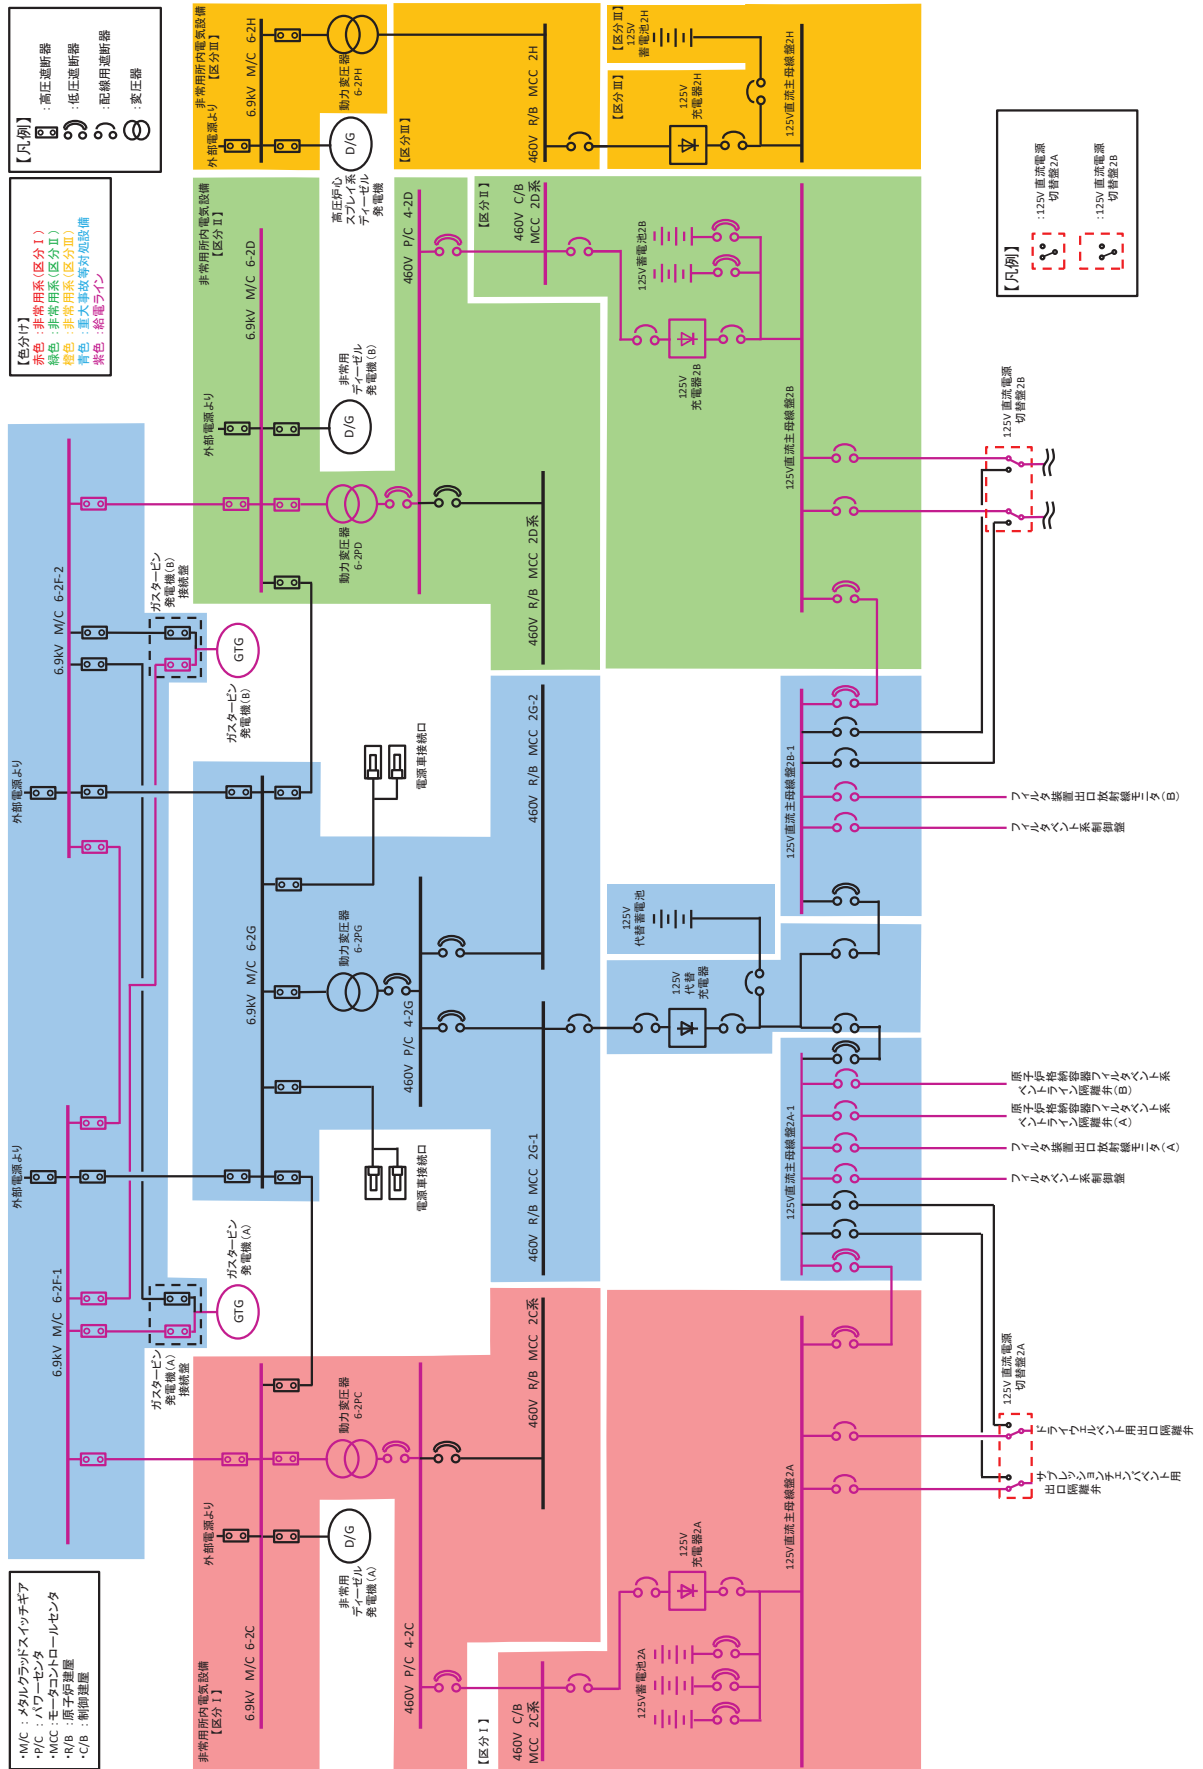 ・M/C ：メタルクラッドスイッチギア
・P/C ：パワーセンタ
・MCC：モータコントロールセンタ
・R/B ：原子炉建屋
・C/B ：制御建屋
【色分け】
赤色：非常用系(区分Ⅰ)
緑色：非常用系(区分Ⅱ)
橙色：非常用系(区分Ⅲ)
青色：重大事故等対処設備
紫色：給電ライン
【凡例】
：高圧遮断器
：低圧遮断器
：配線用遮断器
：変圧器
外部電源より
外部電源より
6.9kV M/C 6-2F-1
6.9kV M/C 6-2F-2
ガスタービン
発電機(A)
接続盤
ガスタービン
発電機(A)
GTG
ガスタービン
発電機(B)
接続盤
ガスタービン
発電機(B)
GTG
非常用所内電気設備
【区分Ⅰ】
外部電源より
6.9kV M/C 6-2C
D/G
非常用
ディーゼル
発電機(A)
動力変圧器
6-2PC
6.9kV M/C 6-2G
動力変圧器
6-2PG
電源車接続口
電源車接続口
非常用所内電気設備
【区分Ⅱ】
外部電源より
6.9kV M/C 6-2D
D/G
非常用
ディーゼル
発電機(B)
動力変圧器
6-2PD
非常用所内電気設備
【区分Ⅲ】
外部電源より
6.9kV M/C 6-2H
D/G
高圧炉心
スプレイ系
ディーゼル
発電機
動力変圧器
6-2PH
460V P/C 4-2C
460V P/C 4-2G
460V P/C 4-2D
【区分Ⅲ】
【区分Ⅰ】
460V C/B
MCC 2C系
460V R/B MCC 2C系
460V R/B MCC 2G-1
460V R/B MCC 2G-2
460V R/B MCC 2D系
【区分Ⅱ】
460V C/B
MCC 2D系
460V R/B MCC 2H
125V蓄電池2A
125V
充電器2A
125V
代替蓄電池
125V
代替
充電器
125V蓄電池2B
125V
充電器2B
【区分Ⅲ】
125V
充電器2H
【区分Ⅲ】
125V
蓄電池2H
125V直流主母線盤2A
125V直流主母線盤2A-1
125V直流主母線盤2B-1
125V直流主母線盤2B
125V直流主母線盤2H
125V直流電源
切替盤2A
サプレッションチェンバベント用
出口隔離弁
ドライウェルベント用出口隔離弁
フィルタベント系制御盤
フィルタ装置出口放射線モニタ(A)
原子炉格納容器フィルタベント系
ベントライン隔離弁(A)
原子炉格納容器フィルタベント系
ベントライン隔離弁(B)
フィルタベント系制御盤
フィルタ装置出口放射線モニタ(B)
125V直流電源
切替盤2B
【凡例】
：125V直流電源
切替盤2A
：125V直流電源
切替盤2B